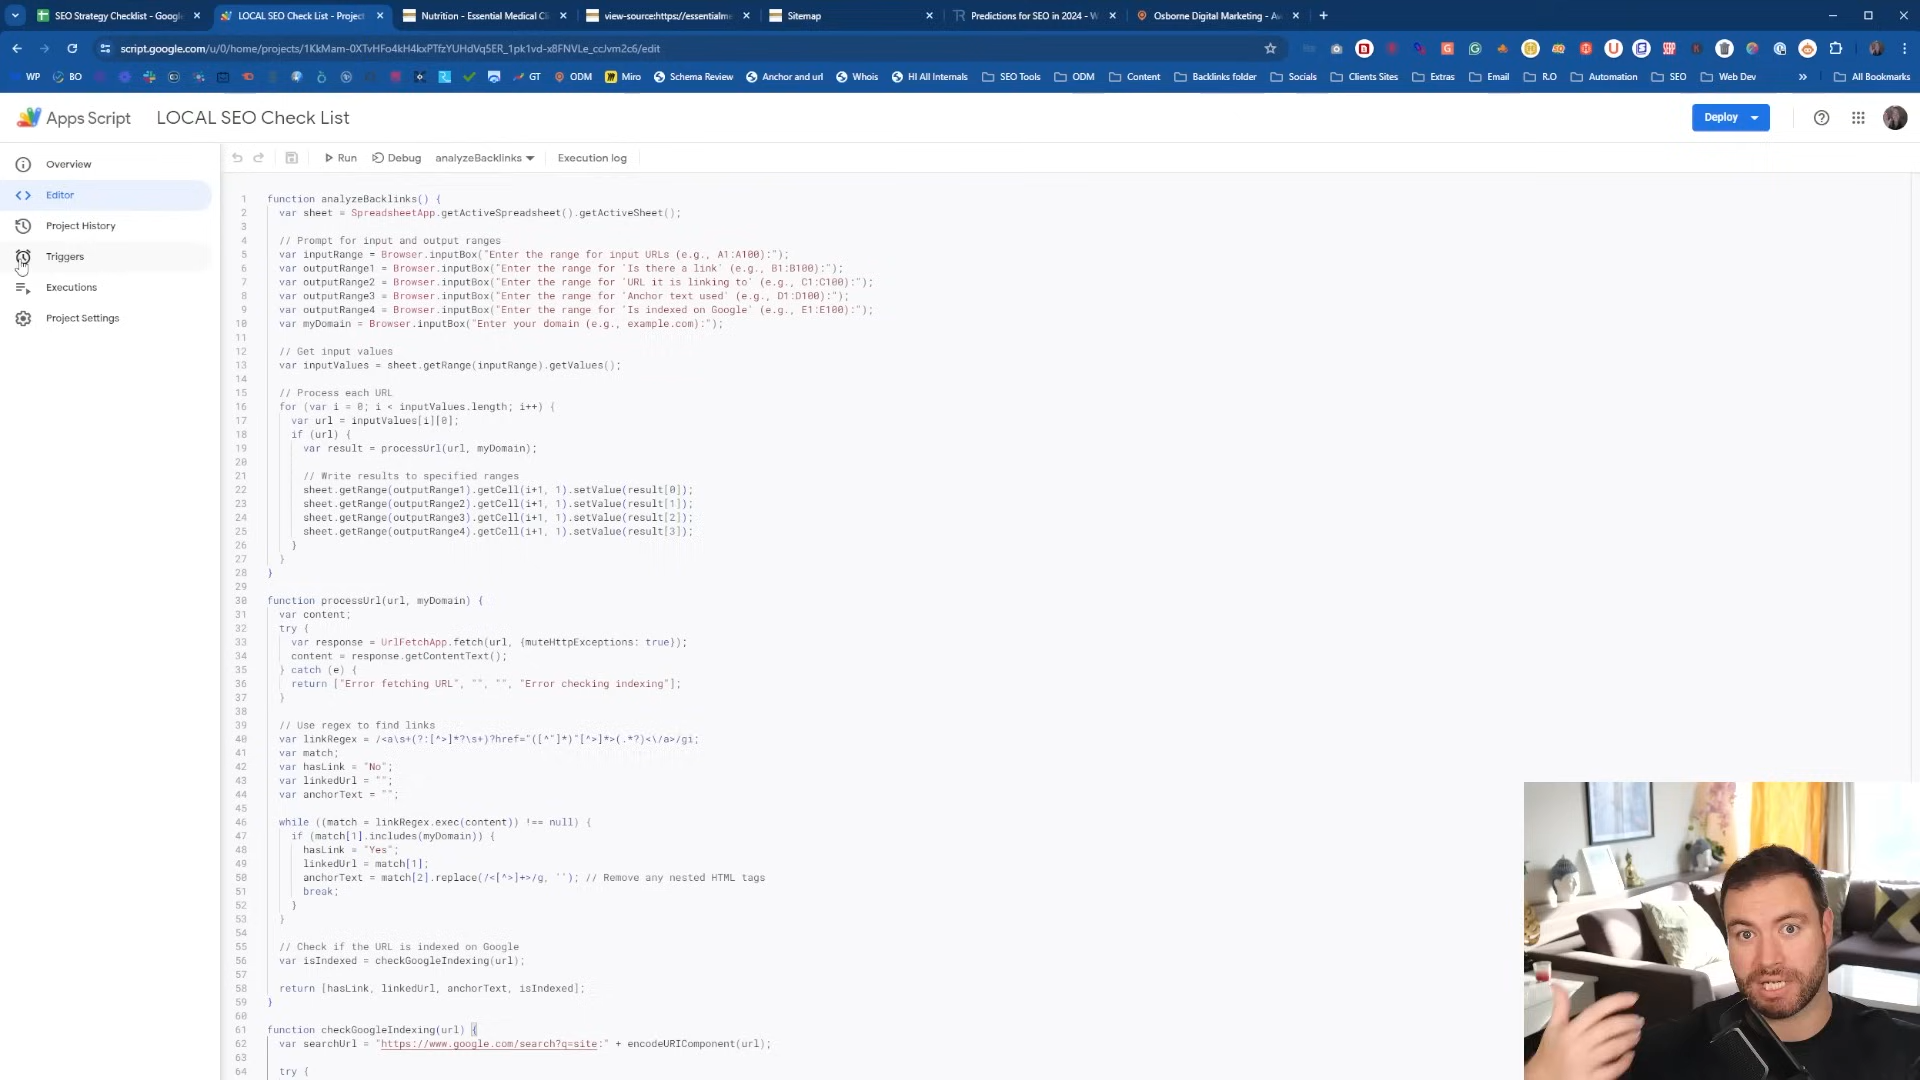 SEO Strategy Checklist - Google
LOCAL SEO Check List - Project
Nutrition - Essential Medical Cli
view-source:https://essentialme
Sitemap
Predictions for SEO in 2024 - W
Osborne Digital Marketing - Aw
script.google.com/u/0/home/projects/1KkMam-0XTvHFo4kH4kxPTfzYUHdVq5ER_1pk1vd-x8FNVLe_ccJvm2c6/edit
WP
BO
GT
ODM
Miro
Schema Review
Anchor and url
Whois
HI All Internals
SEO Tools
ODM
Content
Backlinks folder
Socials
Clients Sites
Extras
Email
R.O
Automation
SEO
Web Dev
All Bookmarks
Apps Script
LOCAL SEO Check List
Deploy
Overview
Editor
Project History
Triggers
Executions
Project Settings
Run
Debug
analyzeBacklinks
Execution log
1 function analyzeBacklinks() {
2 var sheet = SpreadsheetApp.getActiveSpreadsheet().getActiveSheet();
3
4 // Prompt for input and output ranges
5 var inputRange = Browser.inputBox("Enter the range for input URLs (e.g., A1:A100):");
6 var outputRange1 = Browser.inputBox("Enter the range for 'Is there a link' (e.g., B1:B100):");
7 var outputRange2 = Browser.inputBox("Enter the range for 'URL it is linking to' (e.g., C1:C100):");
8 var outputRange3 = Browser.inputBox("Enter the range for 'Anchor text used' (e.g., D1:D100):");
9 var outputRange4 = Browser.inputBox("Enter the range for 'Is indexed on Google' (e.g., E1:E100):");
10 var myDomain = Browser.inputBox("Enter your domain (e.g., example.com):");
11
12 // Get input values
13 var inputValues = sheet.getRange(inputRange).getValues();
14
15 // Process each URL
16 for (var i = 0; i < inputValues.length; i++) {
17 var url = inputValues[i][0];
18 if (url) {
19 var result = processUrl(url, myDomain);
20
21 // Write results to specified ranges
22 sheet.getRange(outputRange1).getCell(i+1, 1).setValue(result[0]);
23 sheet.getRange(outputRange2).getCell(i+1, 1).setValue(result[1]);
24 sheet.getRange(outputRange3).getCell(i+1, 1).setValue(result[2]);
25 sheet.getRange(outputRange4).getCell(i+1, 1).setValue(result[3]);
26 }
27 }
28 }
29
30 function processUrl(url, myDomain) {
31 var content;
32 try {
33 var response = UrlFetchApp.fetch(url, {muteHttpExceptions: true});
34 content = response.getContentText();
35 } catch (e) {
36 return ["Error fetching URL", "", "", "Error checking indexing"];
37 }
38
39 // Use regex to find links
40 var linkRegex = /<a\s+(?:[^>]*?\s+)?href="([^"]*)"[^>]*>(.*?)<\/a>/gi;
41 var match;
42 var hasLink = "No";
43 var linkedUrl = "";
44 var anchorText = "";
45
46 while ((match = linkRegex.exec(content)) !== null) {
47 if (match[1].includes(myDomain)) {
48 hasLink = "Yes";
49 linkedUrl = match[1];
50 anchorText = match[2].replace(/<[^>]+>/g, ''); // Remove any nested HTML tags
51 break;
52 }
53 }
54
55 // Check if the URL is indexed on Google
56 var isIndexed = checkGoogleIndexing(url);
57
58 return [hasLink, linkedUrl, anchorText, isIndexed];
59 }
60
61 function checkGoogleIndexing(url) {
62 var searchUrl = "https://www.google.com/search?q=site:" + encodeURIComponent(url);
63
64 try {